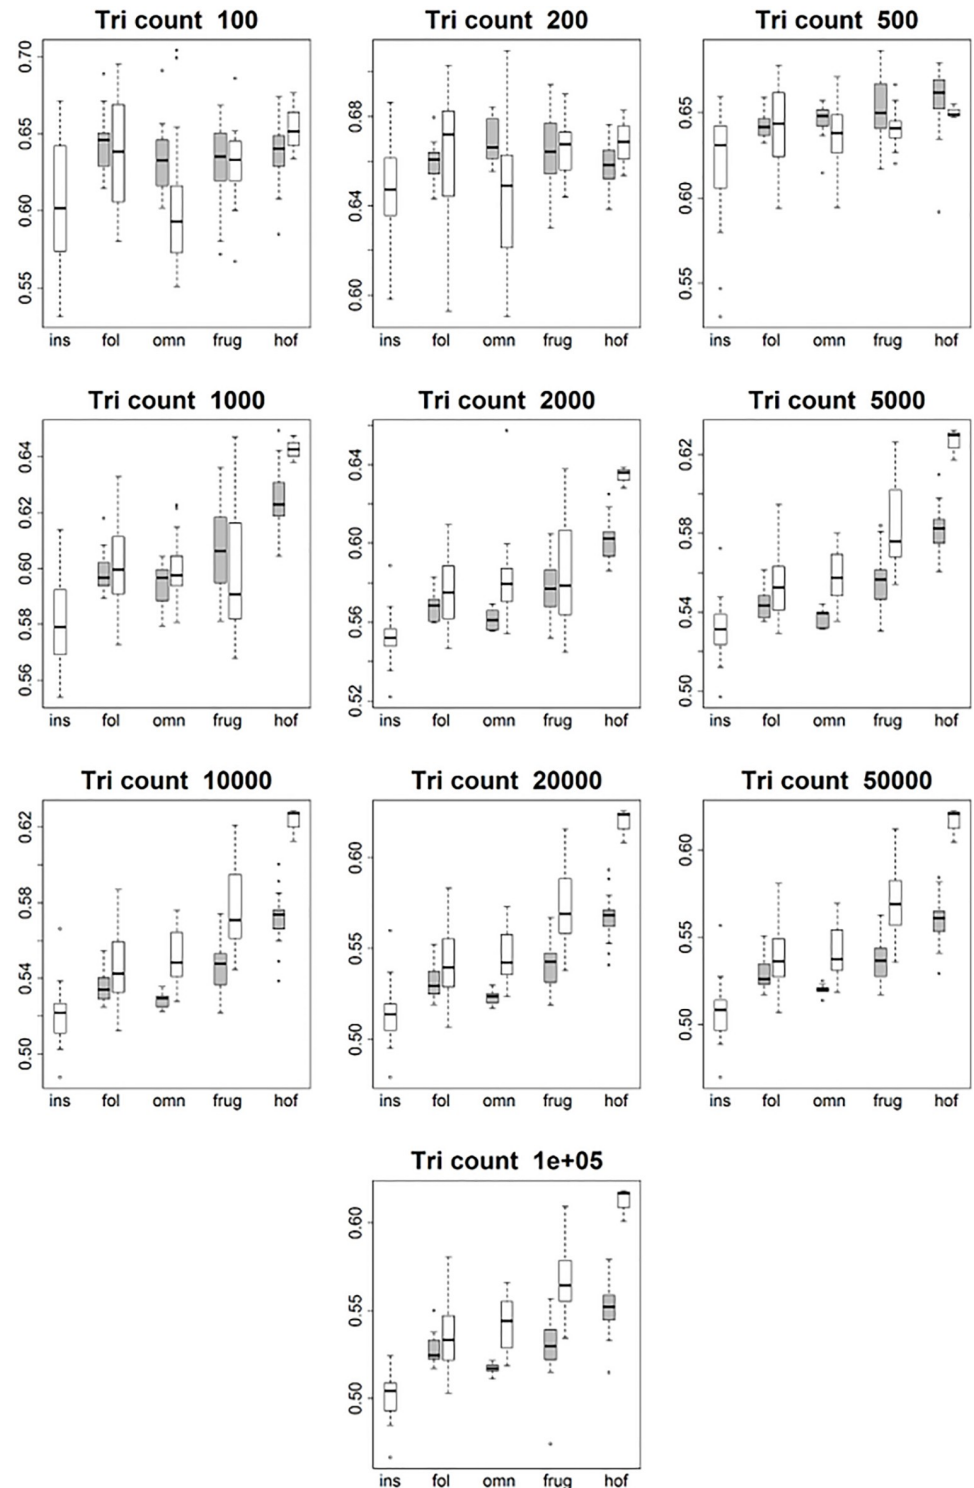 Tri count 100
Tri count 200
Tri count 500
0.70
0.65
0.60
0.55
0.68
0.64
0.60
0.65
0.60
0.55
ins fol omn frug hof
ins fol omn frug hof
ins fol omn frug hof
Tri count 1000
Tri count 2000
Tri count 5000
0.64
0.62
0.60
0.58
0.56
0.64
0.60
0.56
0.52
0.62
0.58
0.54
0.50
ins fol omn frug hof
ins fol omn frug hof
ins fol omn frug hof
Tri count 10000
Tri count 20000
Tri count 50000
0.62
0.58
0.54
0.50
0.60
0.55
0.50
0.60
0.55
0.50
ins fol omn frug hof
ins fol omn frug hof
ins fol omn frug hof
Tri count 1e+05
0.60
0.55
0.50
ins fol omn frug hof